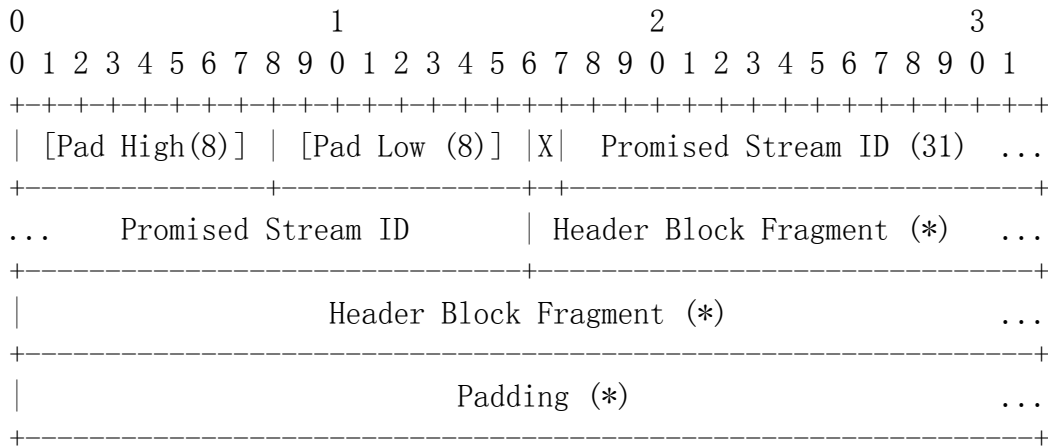 0                   1                   2                   3
0 1 2 3 4 5 6 7 8 9 0 1 2 3 4 5 6 7 8 9 0 1 2 3 4 5 6 7 8 9 0 1
+-+-+-+-+-+-+-+-+-+-+-+-+-+-+-+-+-+-+-+-+-+-+-+-+-+-+-+-+-+-+-+-+
| [Pad High(8)] | [Pad Low (8)] |X|  Promised Stream ID (31)  ...
+---------------+---------------+-+-----------------------------+
...    Promised Stream ID       | Header Block Fragment (*)   ...
+-------------------------------+-------------------------------+
|                   Header Block Fragment (*)                 ...
+---------------------------------------------------------------+
|                           Padding (*)                       ...
+---------------------------------------------------------------+